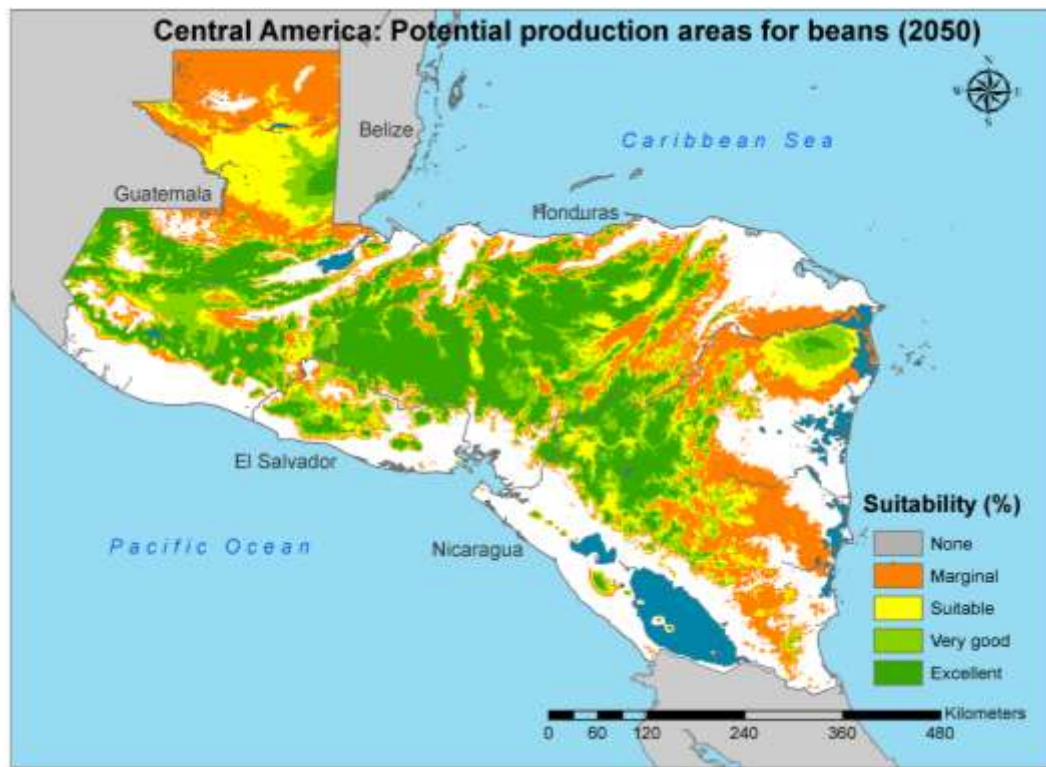 Central America: Potential production areas for beans (2050)
N
W E
S
Belize
Caribbean Sea
Guatemala
Honduras
El Salvador
Pacific Ocean
Nicaragua
Suitability (%)
None
Marginal
Suitable
Very good
Excellent
Kilometers
0 60 120 240 360 480